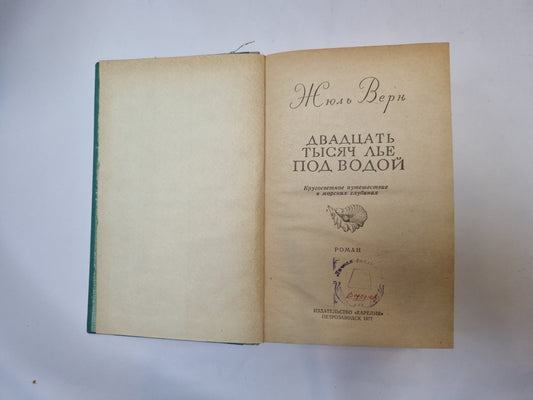 Жюль Верн
ДВАДЦАТЬ
ТЫСЯЧ ЛЬЕ
ПОД ВОДОЙ
Кругосветное путешествие
в морских глубинах
РОМАН
ИЗДАТЕЛЬСТВО «КАРЕЛИЯ»
ПЕТРОЗАВОДСК 1977